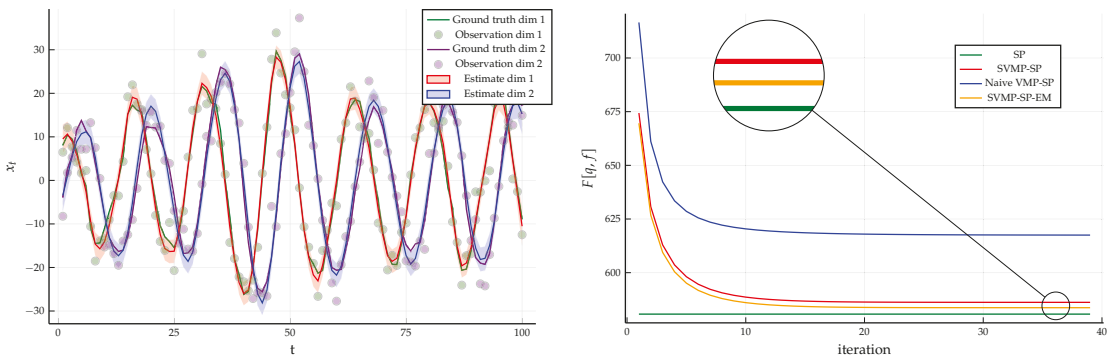 30
20
10
0
−10
−20
−30
0
25
50
75
100
x_t
t
Ground truth dim 1
Observation dim 1
Ground truth dim 2
Observation dim 2
Estimate dim 1
Estimate dim 2
700
675
650
625
600
0
10
20
30
40
F[q, f]
iteration
SP
SVMP-SP
Naive VMP-SP
SVMP-SP-EM